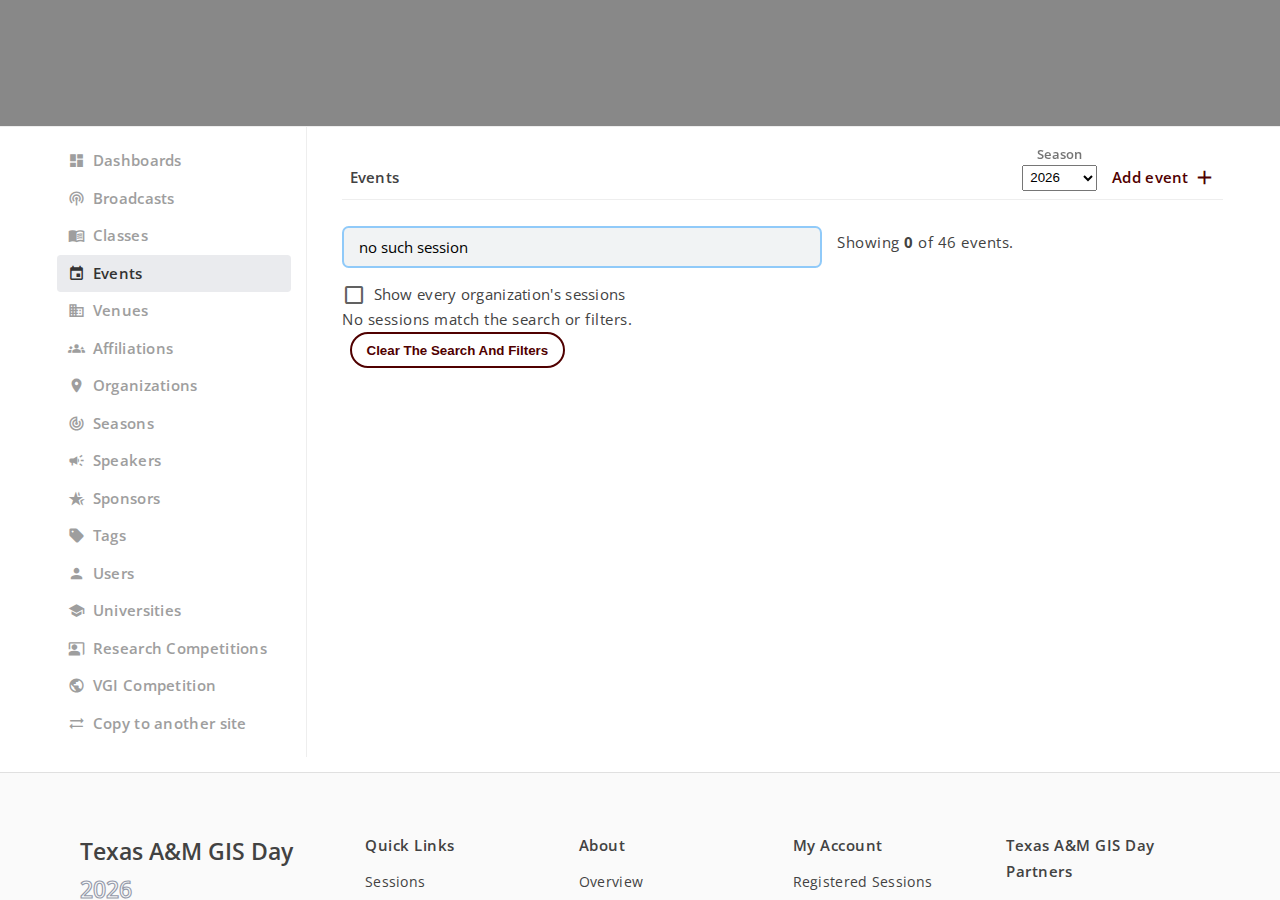 Dashboards
Broadcasts
Classes
Events
Venues
Affiliations
Organizations
Seasons
Speakers
Sponsors
Tags
Users
Universities
Research Competitions
VGI Competition
Copy to another site
Season
Events
2026
Add event
no such session
Showing 0 of 46 events.
Show every organization's sessions
No sessions match the search or filters.
Clear The Search And Filters
Texas A&M GIS Day
2026
Quick Links
Sessions
About
Overview
My Account
Registered Sessions
Texas A&M GIS Day
Partners